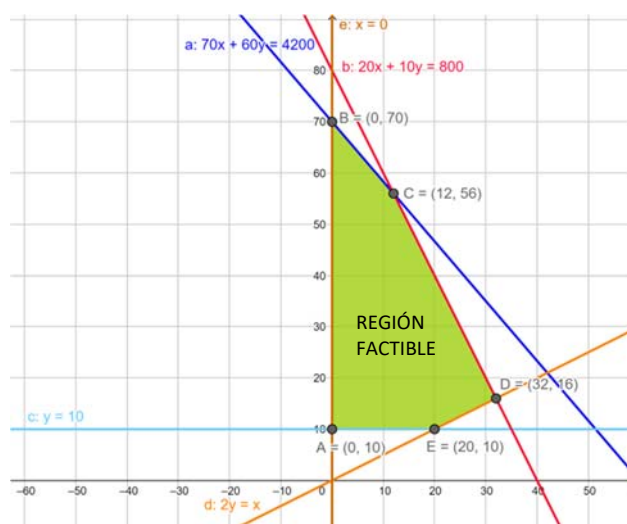 e: x = 0
a: 70x + 60y = 4200
b: 20x + 10y = 800
80
70
B = (0, 70)
60
C = (12, 56)
50
40
30
REGIÓN
FACTIBLE
20
D = (32, 16)
c: y = 10
10
A = (0, 10)
E = (20, 10)
-60
-50
-40
-30
-20
-10
0
10
20
30
40
50
d: 2y = x